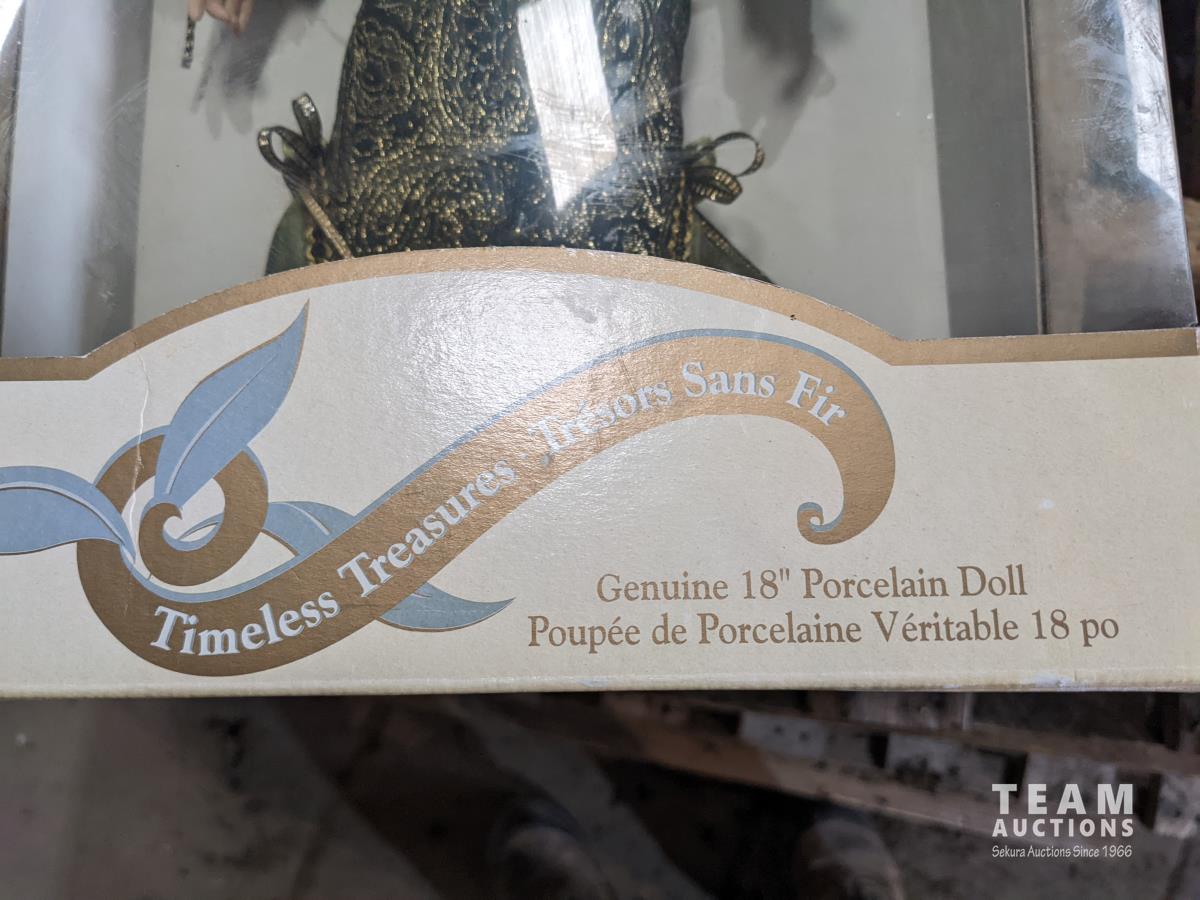 Timeless Treasures · Trésors Sans Fir
Genuine 18" Porcelain Doll
Poupée de Porcelaine Véritable 18 po
TEAM
AUCTIONS
Sekura Auctions Since 1966